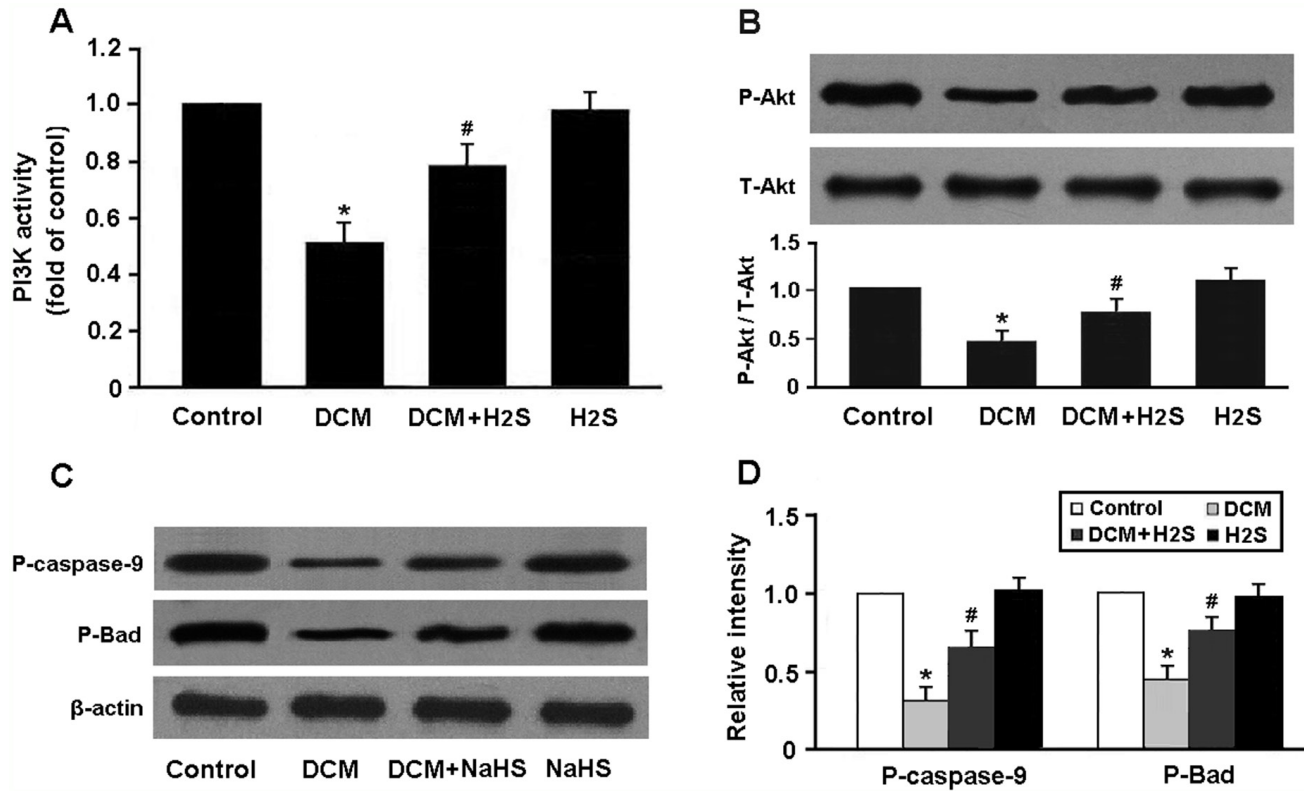 A
PI3K activity
(fold of control)
1.2
1.0
0.8
0.6
0.4
0.2
0
*
#
Control DCM DCM+H2S H2S
B
P-Akt
T-Akt
P-Akt / T-Akt
1.5
1.0
0.5
0
*
#
Control DCM DCM+H2S H2S
C
P-caspase-9
P-Bad
β-actin
Control DCM DCM+NaHS NaHS
D
Control DCM
DCM+H2S H2S
Relative intensity
1.5
1.0
0.5
0
*
#
*
#
P-caspase-9 P-Bad